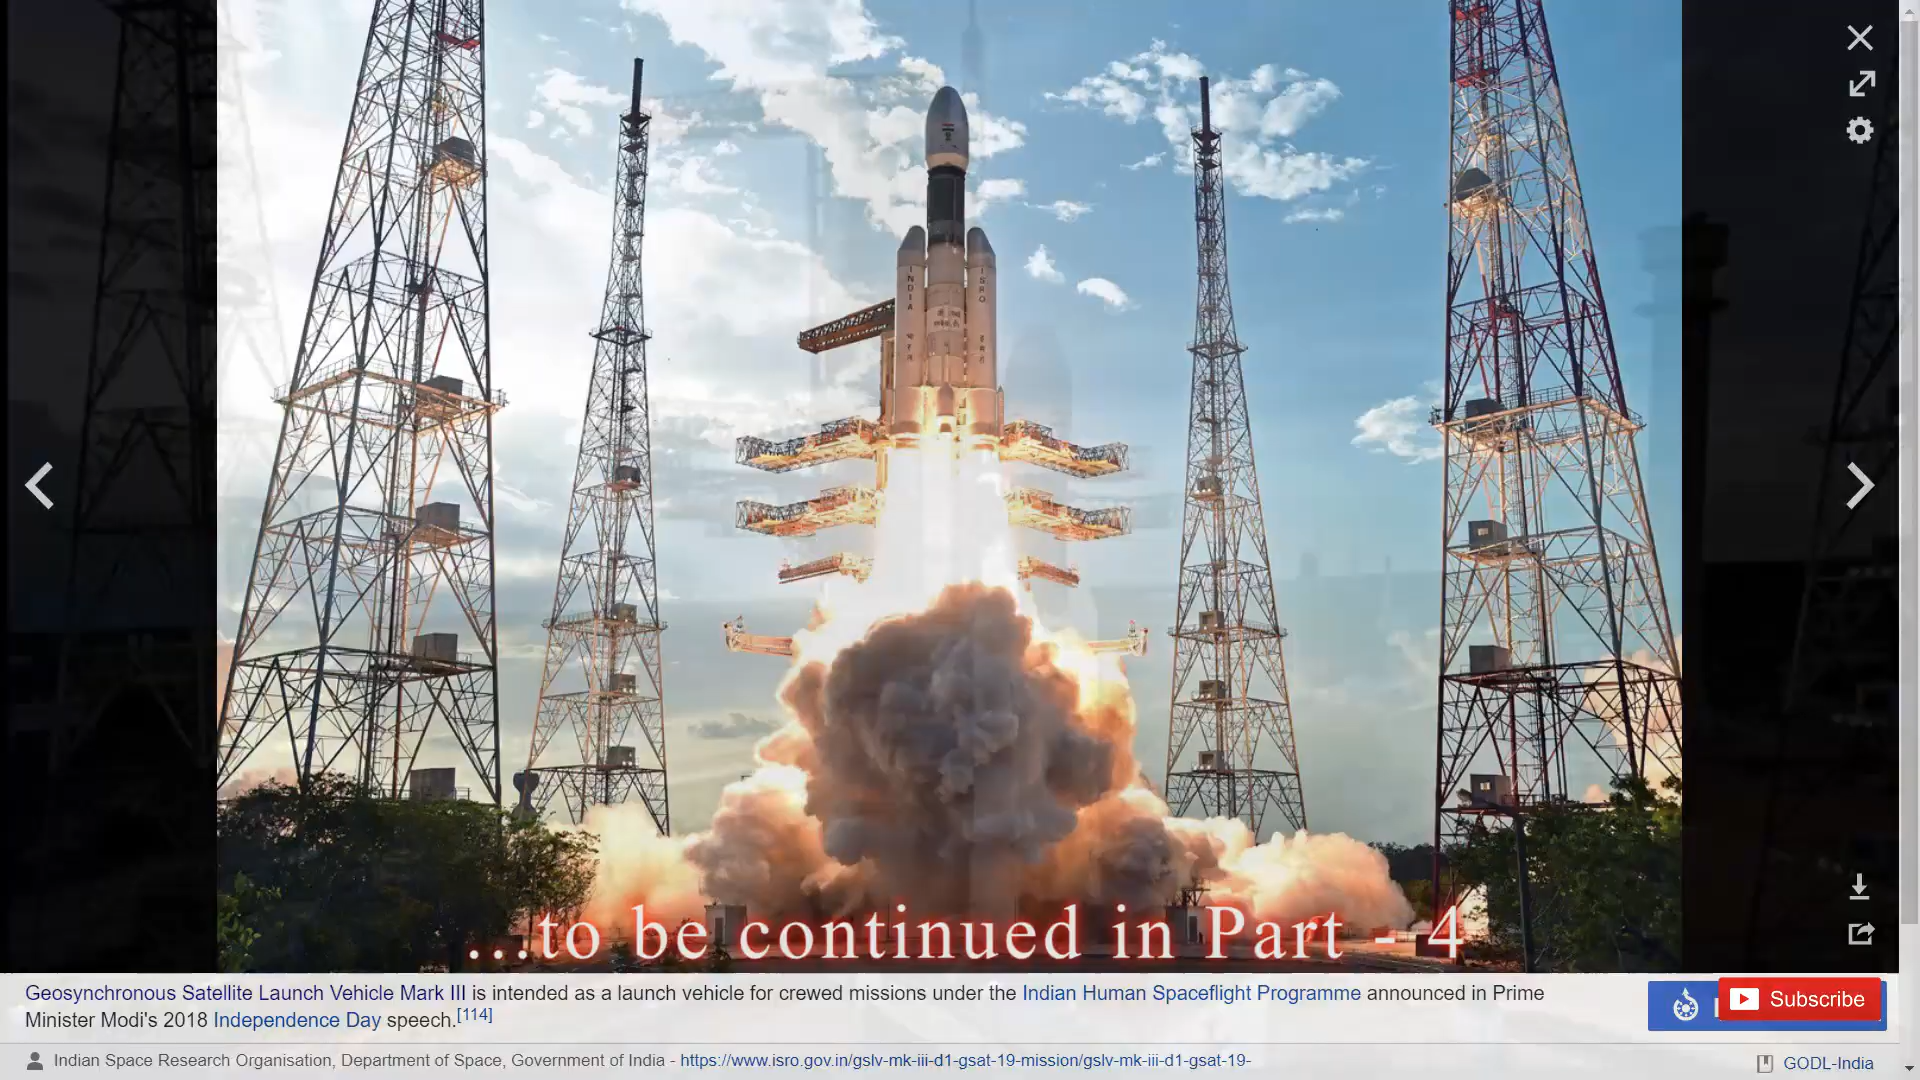 INDIA
ISRO
...to be continued in Part - 4
Geosynchronous Satellite Launch Vehicle Mark III is intended as a launch vehicle for crewed missions under the Indian Human Spaceflight Programme announced in Prime
Minister Modi's 2018 Independence Day speech.[114]
Subscribe
Indian Space Research Organisation, Department of Space, Government of India - https://www.isro.gov.in/gslv-mk-iii-d1-gsat-19-mission/gslv-mk-iii-d1-gsat-19-
GODL-India